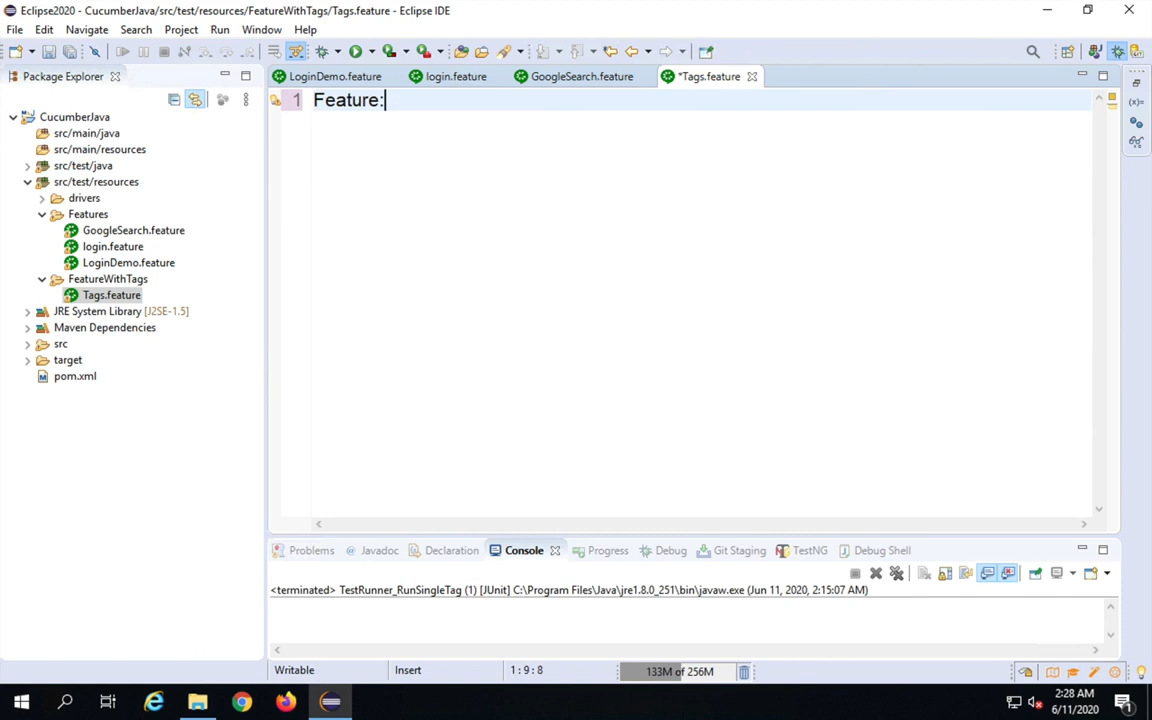 Eclipse2020 - CucumberJava/src/test/resources/FeatureWithTags/Tags.feature - Eclipse IDE
File Edit Navigate Search Project Run Window Help
Package Explorer
LoginDemo.feature login.feature GoogleSearch.feature *Tags.feature
1 Feature:
CucumberJava
src/main/java
src/main/resources
src/test/java
src/test/resources
drivers
Features
GoogleSearch.feature
login.feature
LoginDemo.feature
FeatureWithTags
Tags.feature
JRE System Library [J2SE-1.5]
Maven Dependencies
src
target
pom.xml
Problems Javadoc Declaration Console Progress Debug Git Staging TestNG Debug Shell
<terminated> TestRunner_RunSingleTag (1) [JUnit] C:\Program Files\Java\jre1.8.0_251\bin\javaw.exe (Jun 11, 2020, 2:15:07 AM)
Writable Insert 1:9:8 133M of 256M
2:28 AM
6/11/2020
1